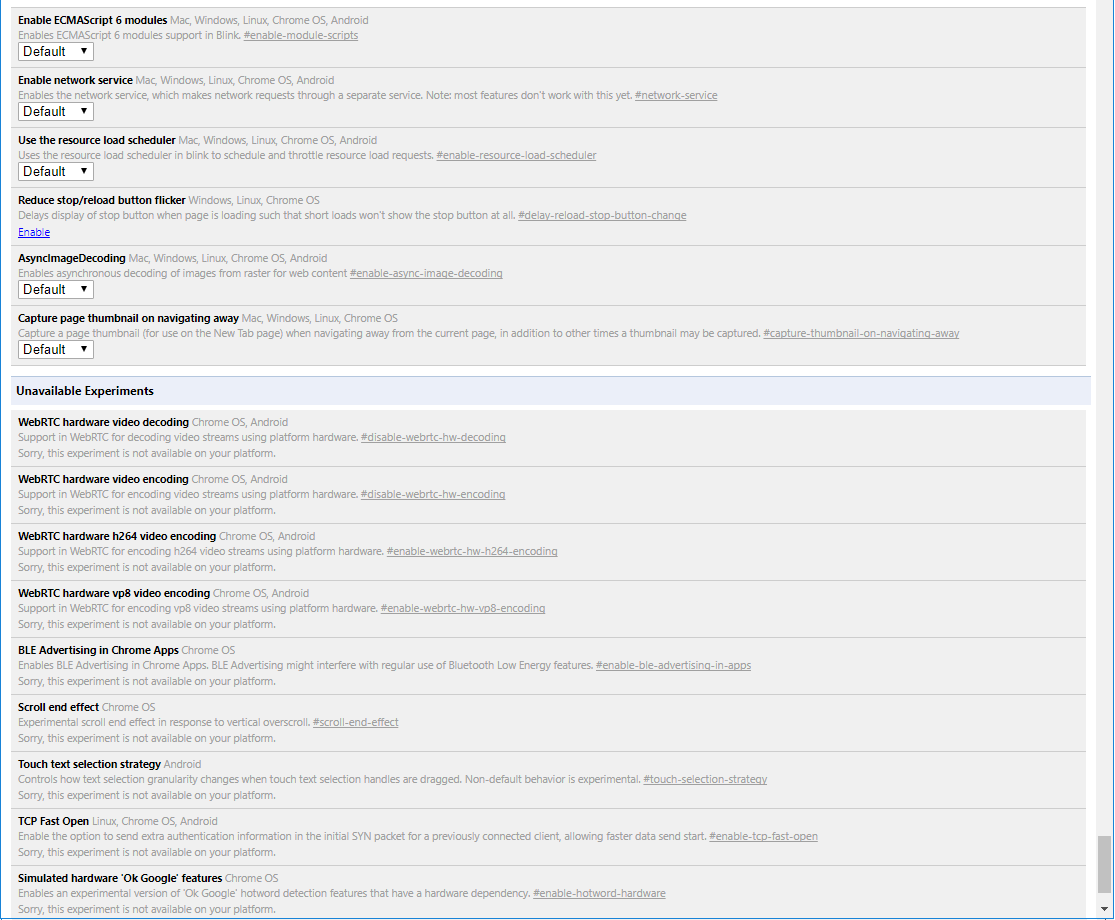 Enable ECMAScript 6 modules Mac, Windows, Linux, Chrome OS, Android
Enables ECMAScript 6 modules support in Blink. #enable-module-scripts
Default
Enable network service Mac, Windows, Linux, Chrome OS, Android
Enables the network service, which makes network requests through a separate service. Note: most features don't work with this yet. #network-service
Default
Use the resource load scheduler Mac, Windows, Linux, Chrome OS, Android
Uses the resource load scheduler in blink to schedule and throttle resource load requests. #enable-resource-load-scheduler
Default
Reduce stop/reload button flicker Windows, Linux, Chrome OS
Delays display of stop button when page is loading such that short loads won't show the stop button at all. #delay-reload-stop-button-change
Enable
AsyncImageDecoding Mac, Windows, Linux, Chrome OS, Android
Enables asynchronous decoding of images from raster for web content #enable-async-image-decoding
Default
Capture page thumbnail on navigating away Mac, Windows, Linux, Chrome OS
Capture a page thumbnail (for use on the New Tab page) when navigating away from the current page, in addition to other times a thumbnail may be captured. #capture-thumbnail-on-navigating-away
Default
Unavailable Experiments
WebRTC hardware video decoding Chrome OS, Android
Support in WebRTC for decoding video streams using platform hardware. #disable-webrtc-hw-decoding
Sorry, this experiment is not available on your platform.
WebRTC hardware video encoding Chrome OS, Android
Support in WebRTC for encoding video streams using platform hardware. #disable-webrtc-hw-encoding
Sorry, this experiment is not available on your platform.
WebRTC hardware h264 video encoding Chrome OS, Android
Support in WebRTC for encoding h264 video streams using platform hardware. #enable-webrtc-hw-h264-encoding
Sorry, this experiment is not available on your platform.
WebRTC hardware vp8 video encoding Chrome OS, Android
Support in WebRTC for encoding vp8 video streams using platform hardware. #enable-webrtc-hw-vp8-encoding
Sorry, this experiment is not available on your platform.
BLE Advertising in Chrome Apps Chrome OS
Enables BLE Advertising in Chrome Apps. BLE Advertising might interfere with regular use of Bluetooth Low Energy features. #enable-ble-advertising-in-apps
Sorry, this experiment is not available on your platform.
Scroll end effect Chrome OS
Experimental scroll end effect in response to vertical overscroll. #scroll-end-effect
Sorry, this experiment is not available on your platform.
Touch text selection strategy Android
Controls how text selection granularity changes when touch text selection handles are dragged. Non-default behavior is experimental. #touch-selection-strategy
Sorry, this experiment is not available on your platform.
TCP Fast Open Linux, Chrome OS, Android
Enable the option to send extra authentication information in the initial SYN packet for a previously connected client, allowing faster data send start. #enable-tcp-fast-open
Sorry, this experiment is not available on your platform.
Simulated hardware 'Ok Google' features Chrome OS
Enables an experimental version of 'Ok Google' hotword detection features that have a hardware dependency. #enable-hotword-hardware
Sorry, this experiment is not available on your platform.